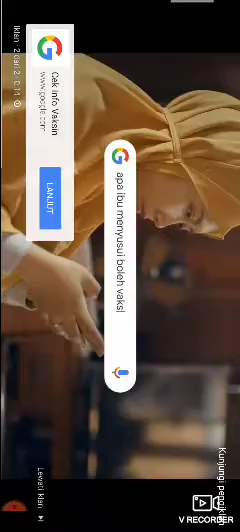 Iklan · 2 dari 2 · 0:14
Cek Info Vaksin
www.google.com
LANJUT
apa ibu menyusui boleh vaks
Lewati Iklan
V RECORDER